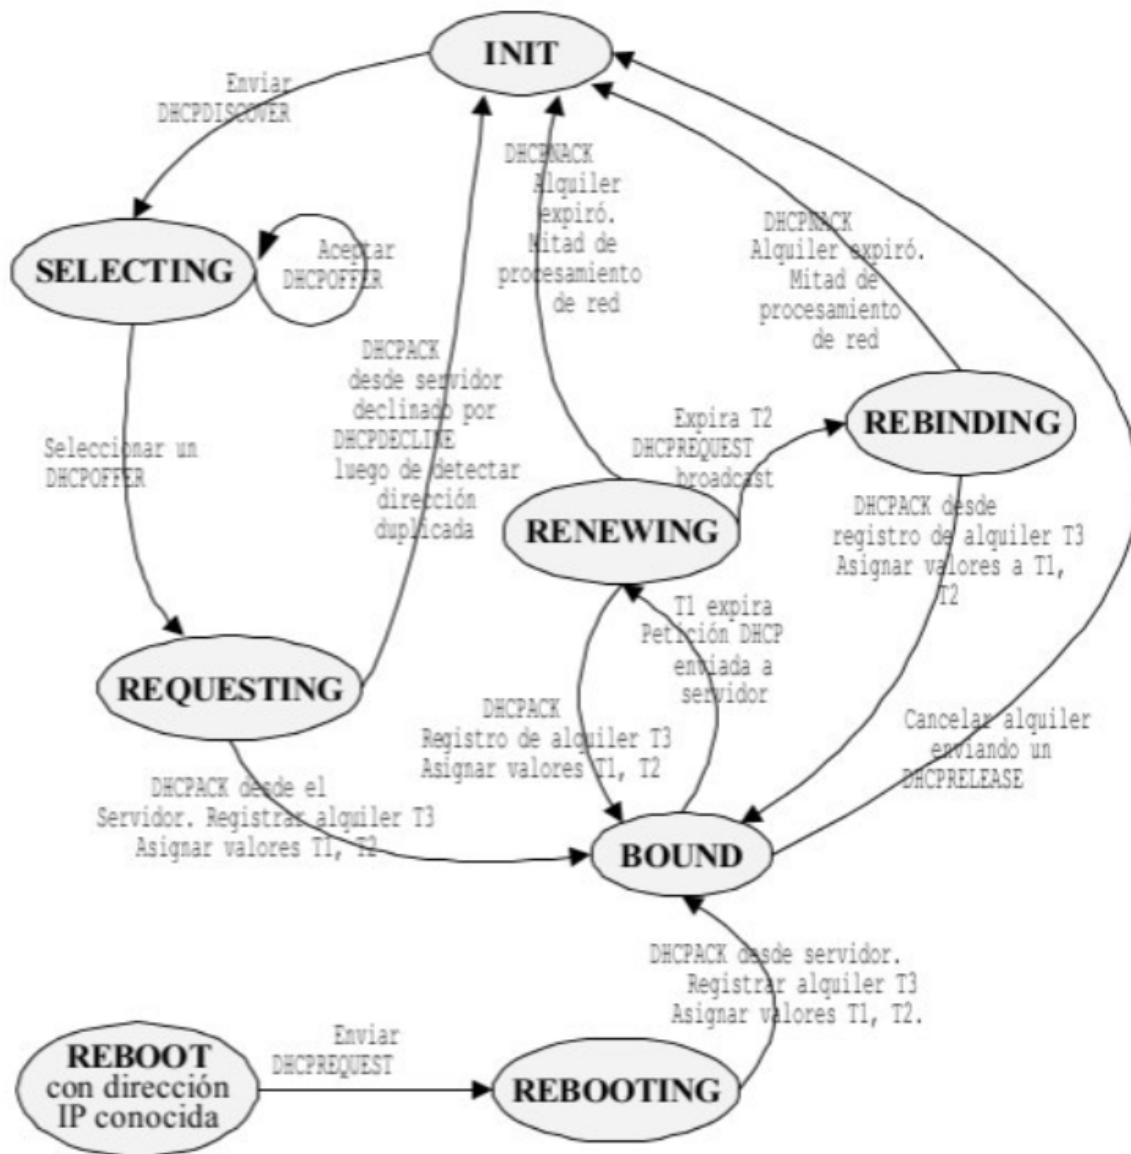 INIT
Enviar
DHCPDISCOVER
SELECTING
Aceptar
DHCPOFFER
DHCPNACK
Alquiler
expiró.
Mitad de
procesamiento
de red
DHCPNACK
Alquiler expiró.
Mitad de
procesamiento
de red
DHCPACK
desde servidor
declinado por
DHCPDECLINE
luego de detectar
dirección
duplicada
Seleccionar un
DHCPOFFER
Expira T2
DHCPREQUEST
broadcast
REBINDING
RENEWING
DHCPACK desde
registro de alquiler T3
Asignar valores a T1,
T2
T1 expira
Petición DHCP
enviada a
servidor
REQUESTING
DHCPACK
Registro de alquiler T3
Asignar valores T1, T2
Cancelar alquiler
enviando un
DHCPRELEASE
DHCPACK desde el
Servidor. Registrar alquiler T3
Asignar valores T1, T2
BOUND
DHCPACK desde servidor.
Registrar alquiler T3
Asignar valores T1, T2.
REBOOT
con dirección
IP conocida
Enviar
DHCPREQUEST
REBOOTING